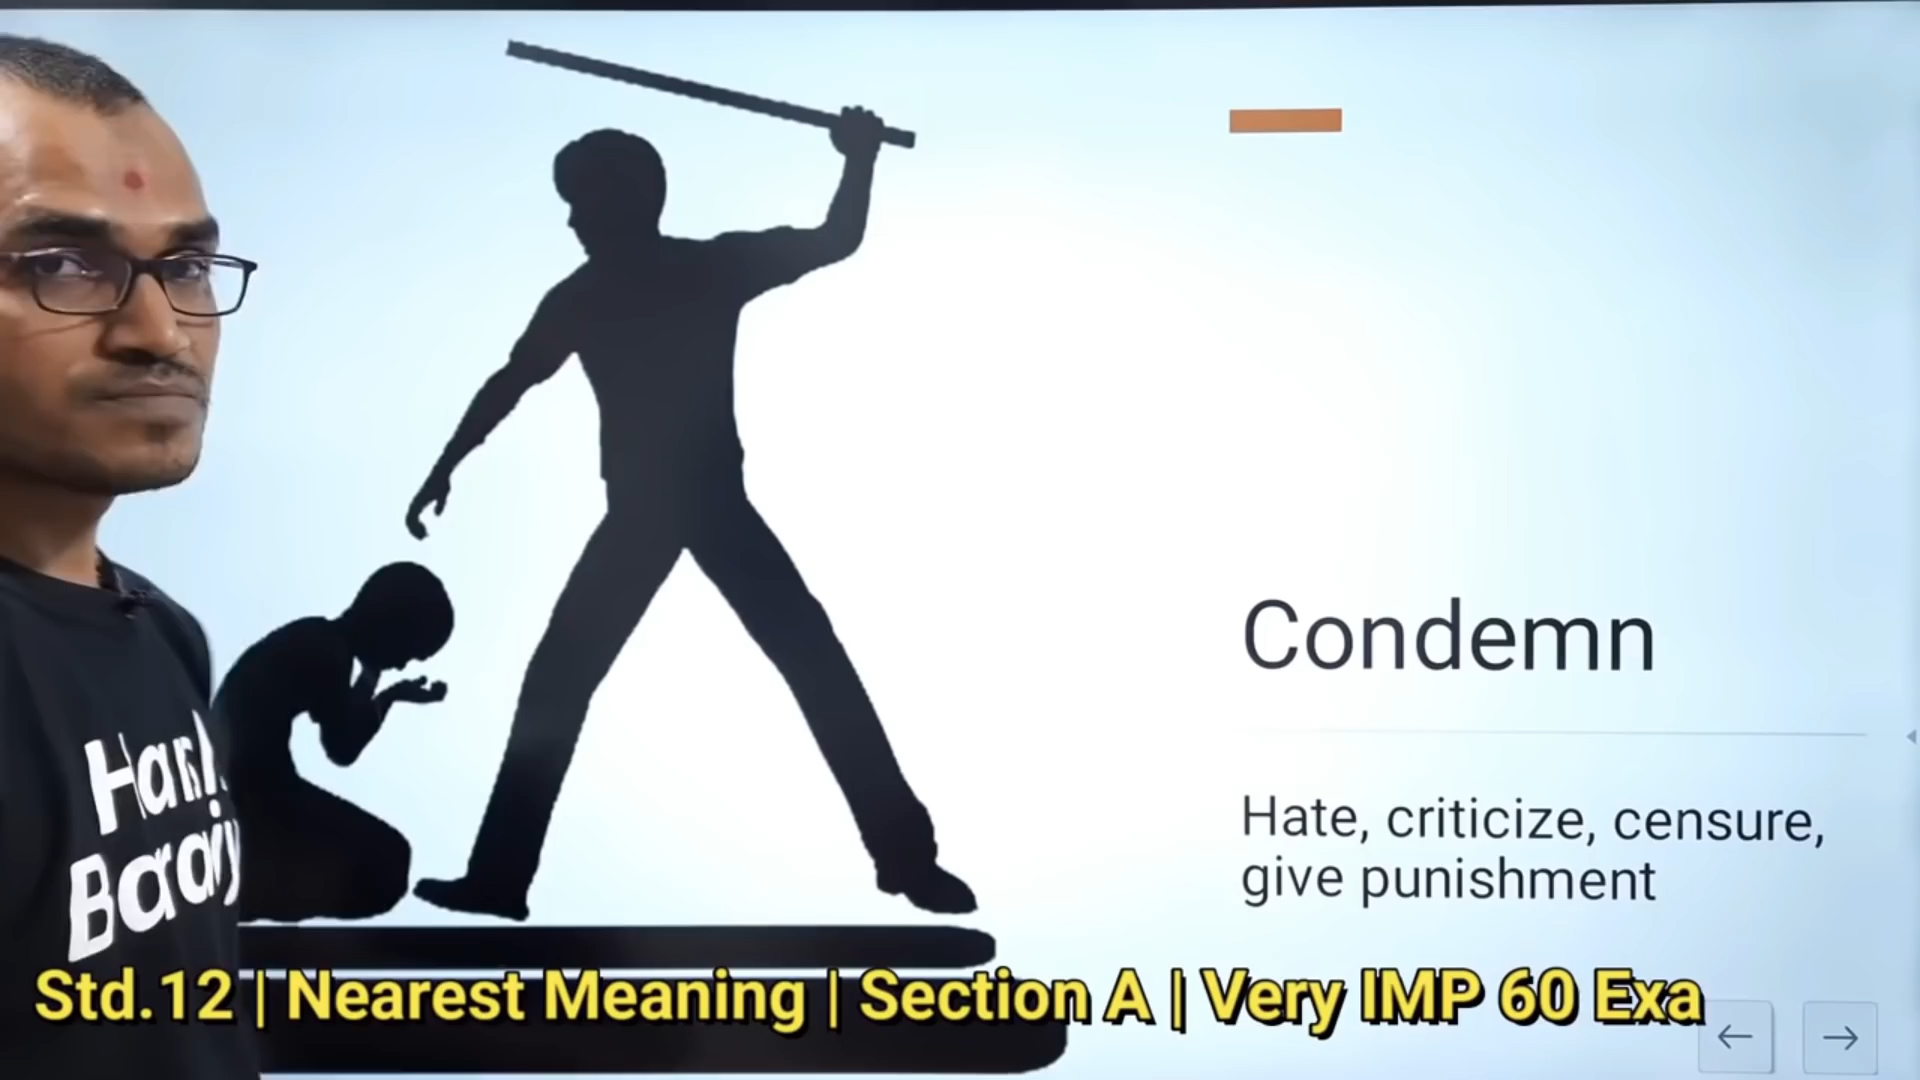 Condemn
Hate, criticize, censure,
give punishment
Std.12 | Nearest Meaning | Section A | Very IMP 60 Exa